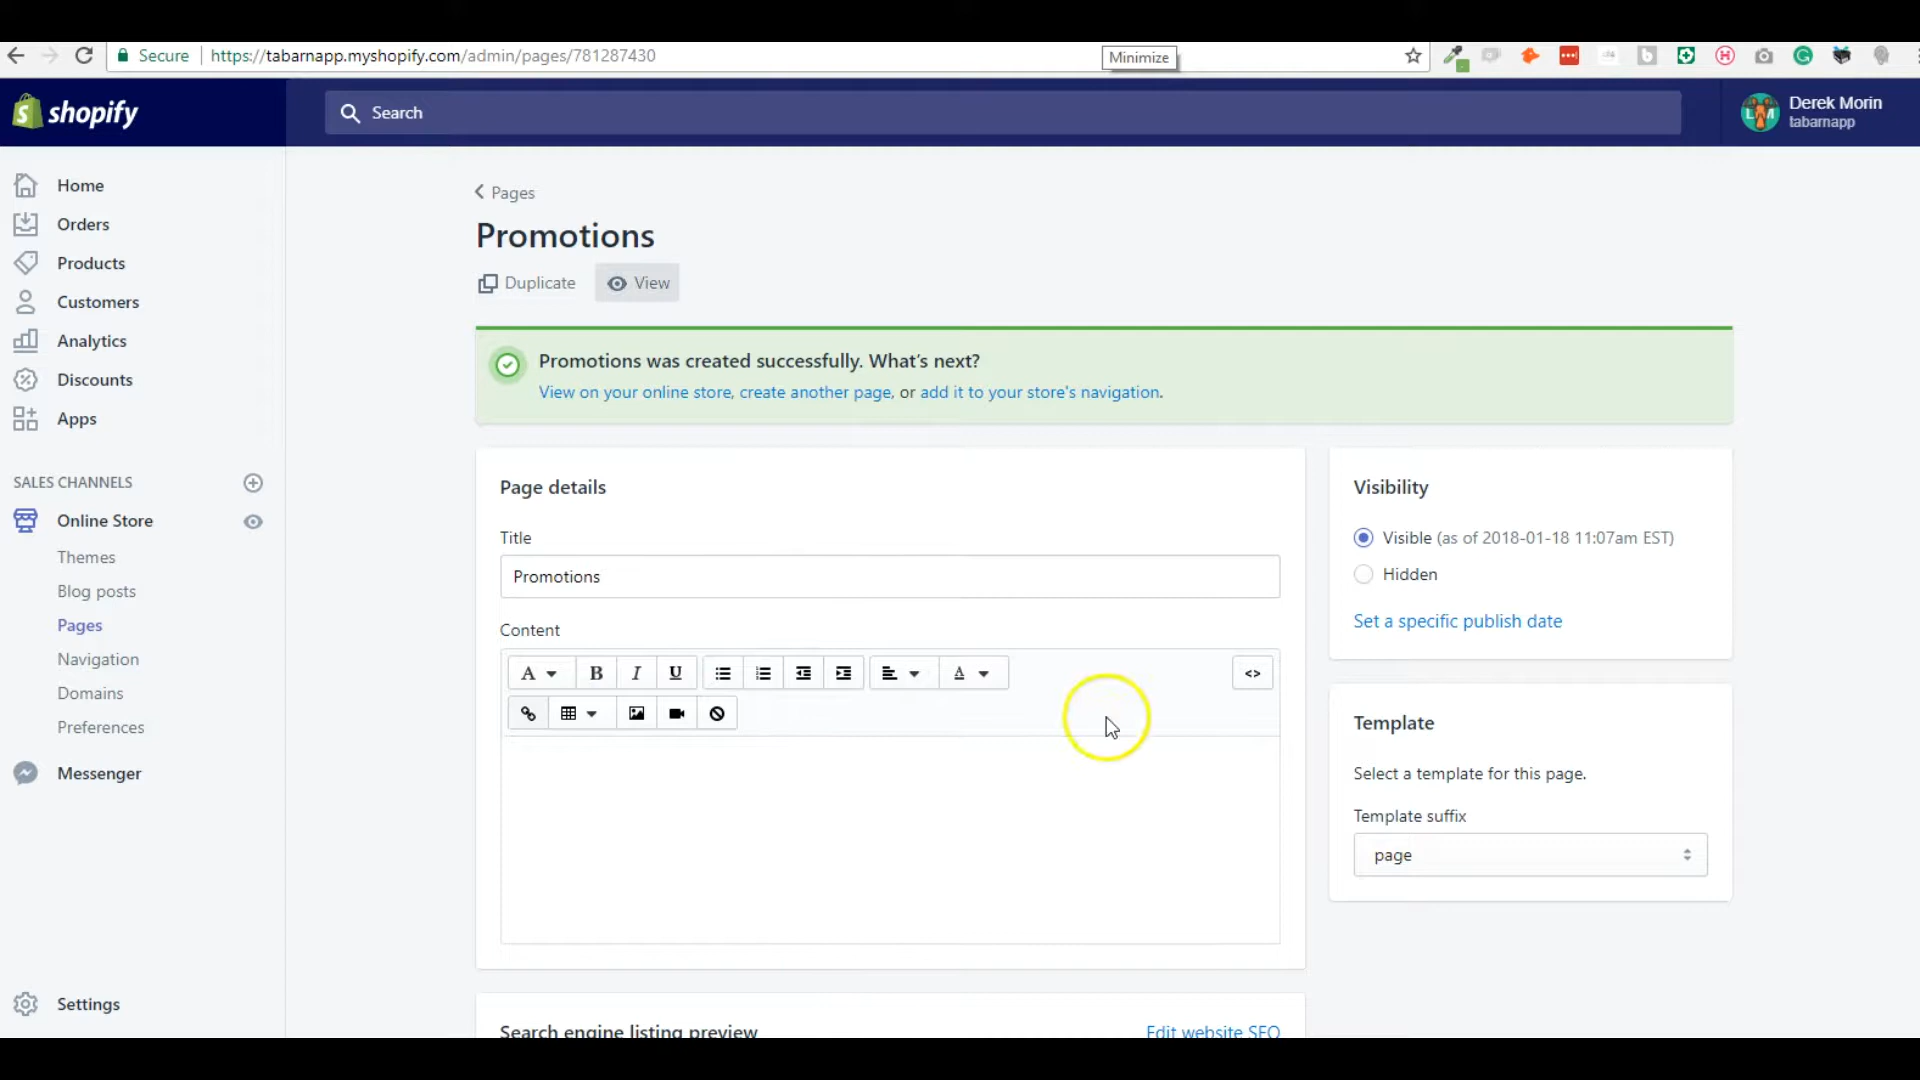 Secure
https://tabarnapp.myshopify.com/admin/pages/781287430
Minimize
shopify
Search
Derek Morin
tabarnapp
Home
Orders
Products
Customers
Analytics
Discounts
Apps
SALES CHANNELS
Online Store
Themes
Blog posts
Pages
Navigation
Domains
Preferences
Messenger
Settings
Pages
Promotions
Duplicate
View
Promotions was created successfully. What's next?
View on your online store, create another page, or add it to your store's navigation.
Page details
Title
Promotions
Content
A
B
I
U
A
<>
Search engine listing preview
Edit website SEO
Visibility
Visible (as of 2018-01-18 11:07am EST)
Hidden
Set a specific publish date
Template
Select a template for this page.
Template suffix
page